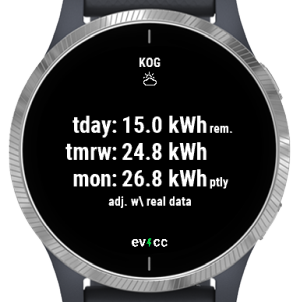 KOG
tday: 15.0 kWh rem.
tmrw: 24.8 kWh
mon: 26.8 kWh ptly
adj. w\ real data
evcc